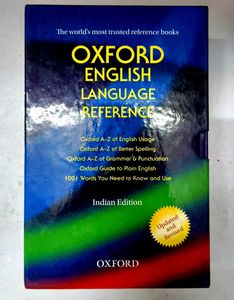 The world's most trusted reference books
OXFORD
ENGLISH
LANGUAGE
REFERENCE
Oxford A-Z of English Usage
Oxford A-Z of Better Spelling
Oxford A-Z of Grammar & Punctuation
Oxford Guide to Plain English
1001 Words You Need to Know and Use
Indian Edition
Updated
and
Revised
OXFORD